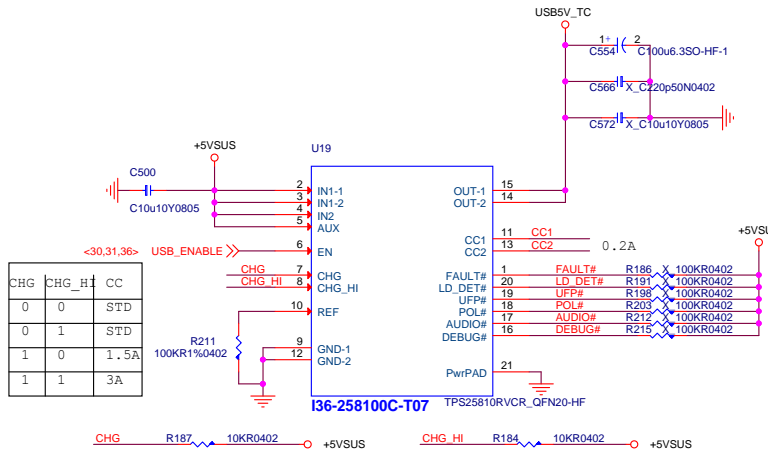 USB5V_TC
1+ 2
C554 C100u6.3SO-HF-1
C566 X_C220p50N0402
C572 X_C10u10Y0805
U19
+5VSUS
C500
C10u10Y0805
2 IN1-1
3 IN1-2
4 IN2
5 AUX
OUT-1 15
OUT-2 14
CC1 11 CC1
CC2 13 CC2
0.2A
+5VSU
<30,31,36> USB_ENABLE 6 EN
CHG 7 CHG
CHG_HI 8 CHG_HI
10 REF
FAULT# 1 FAULT# R186 X 100KR0402
LD_DET# 20 LD_DET# R191 X 100KR0402
UFP# 19 UFP# R198 X 100KR0402
POL# 18 POL# R203 X 100KR0402
AUDIO# 17 AUDIO# R212 X 100KR0402
DEBUG# 16 DEBUG# R215 X 100KR0402
CHG CHG_HI CC
0 0 STD
0 1 STD
1 0 1.5A
1 1 3A
R211
100KR1%0402
9 GND-1
12 GND-2
PwrPAD 21
I36-258100C-T07 TPS25810RVCR_QFN20-HF
CHG R187 10KR0402 +5VSUS
CHG_HI R184 10KR0402 +5VSUS